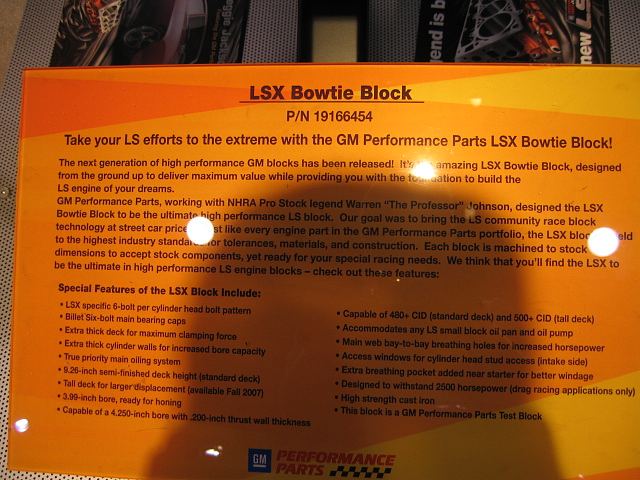 ggie Ja
end is b
new LS
LSX Bowtie Block
P/N 19166454
Take your LS efforts to the extreme with the GM Performance Parts LSX Bowtie Block!
The next generation of high performance GM blocks has been released! It's amazing LSX Bowtie Block, designed
from the ground up to deliver maximum value while providing you with the foundation to build the
LS engine of your dreams.
GM Performance Parts, working with NHRA Pro Stock legend Warren "The Professor" Johnson, designed the LSX
Bowtie Block to be the ultimate high performance LS block. Our goal was to bring the LS community race block
technology at street car price like every engine part in the GM Performance Parts portfolio, the LSX block
to the highest industry standards for tolerances, materials, and construction. Each block is machined to stock
dimensions to accept stock components, yet ready for your special racing needs. We think that you'll find the LSX to
be the ultimate in high performance LS engine blocks – check out these features:
Special Features of the LSX Block Include:
• LSX specific 6-bolt per cylinder head bolt pattern
• Billet Six-bolt main bearing caps
• Extra thick deck for maximum clamping force
• Extra thick cylinder walls for increased bore capacity
• True priority main oiling system
• 9.26-inch semi-finished deck height (standard deck)
• Tall deck for larger displacement (available Fall 2007)
• 3.99-inch bore, ready for honing
• Capable of a 4.250-inch bore with .200-inch thrust wall thickness
• Capable of 480+ CID (standard deck) and 500+ CID (tall deck)
• Accommodates any LS small block oil pan and oil pump
• Main web bay-to-bay breathing holes for increased horsepower
• Access windows for cylinder head stud access (intake side)
• Extra breathing pocket added near starter for better windage
• Designed to withstand 2500 horsepower (drag racing applications only)
• High strength cast iron
• This block is a GM Performance Parts Test Block
GM PERFORMANCE
PARTS